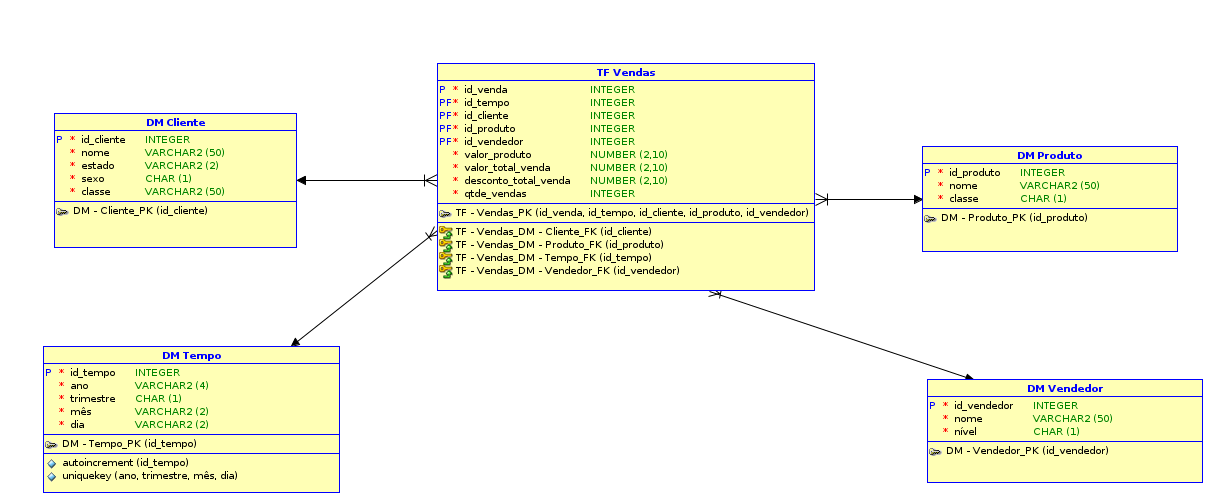 TF Vendas
P * id_venda INTEGER
PF* id_tempo INTEGER
PF* id_cliente INTEGER
PF* id_produto INTEGER
PF* id_vendedor INTEGER
* valor_produto NUMBER (2,10)
* valor_total_venda NUMBER (2,10)
* desconto_total_venda NUMBER (2,10)
* qtde_vendas INTEGER
TF - Vendas_PK (id_venda, id_tempo, id_cliente, id_produto, id_vendedor)
TF - Vendas_DM - Cliente_FK (id_cliente)
TF - Vendas_DM - Produto_FK (id_produto)
TF - Vendas_DM - Tempo_FK (id_tempo)
TF - Vendas_DM - Vendedor_FK (id_vendedor)
DM Cliente
P * id_cliente INTEGER
* nome VARCHAR2 (50)
* estado VARCHAR2 (2)
* sexo CHAR (1)
* classe VARCHAR2 (50)
DM - Cliente_PK (id_cliente)
DM Produto
P * id_produto INTEGER
* nome VARCHAR2 (50)
* classe CHAR (1)
DM - Produto_PK (id_produto)
DM Tempo
P * id_tempo INTEGER
* ano VARCHAR2 (4)
* trimestre CHAR (1)
* mês VARCHAR2 (2)
* dia VARCHAR2 (2)
DM - Tempo_PK (id_tempo)
autoincrement (id_tempo)
uniquekey (ano, trimestre, mês, dia)
DM Vendedor
P * id_vendedor INTEGER
* nome VARCHAR2 (50)
* nível CHAR (1)
DM - Vendedor_PK (id_vendedor)